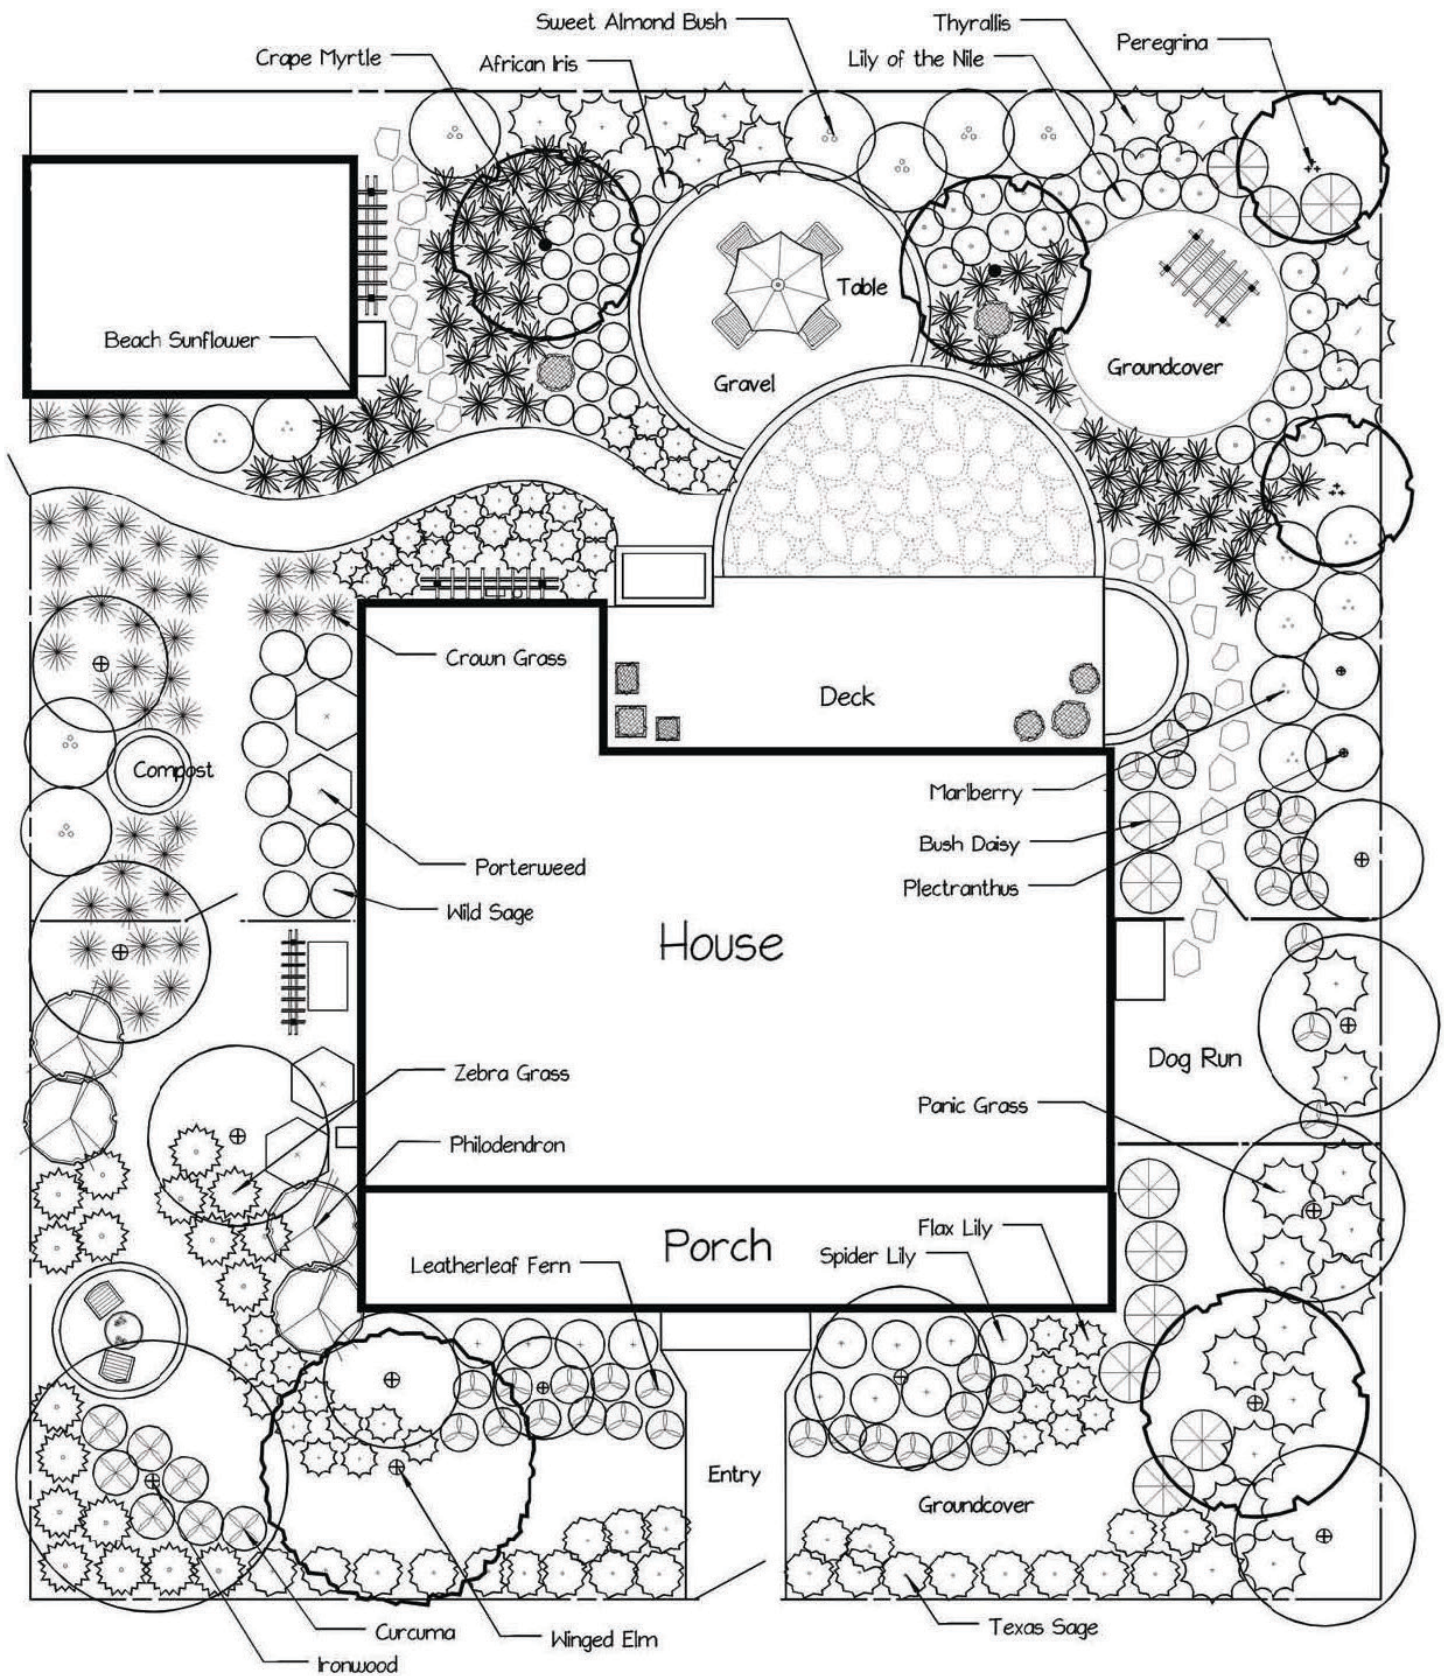 Sweet Almond Bush
Thyrallis
Peregrina
Crape Myrtle
African Iris
Lily of the Nile
Table
Beach Sunflower
Gravel
Groundcover
Crown Grass
Deck
Compost
Marlberry
Bush Daisy
Porterweed
Plectranthus
Wild Sage
House
Dog Run
Zebra Grass
Panic Grass
Philodendron
Flax Lily
Porch
Spider Lily
Leatherleaf Fern
Entry
Groundcover
Curcuma
Winged Elm
Texas Sage
Ironwood